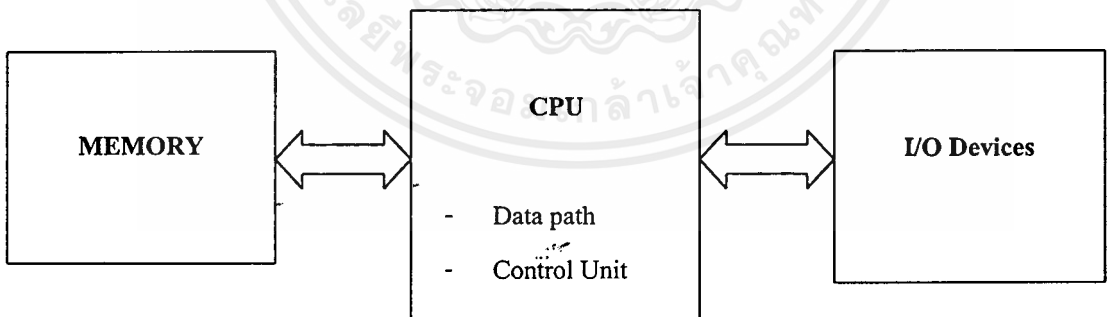 MEMORY
CPU
- Data path
- Control Unit
I/O Devices